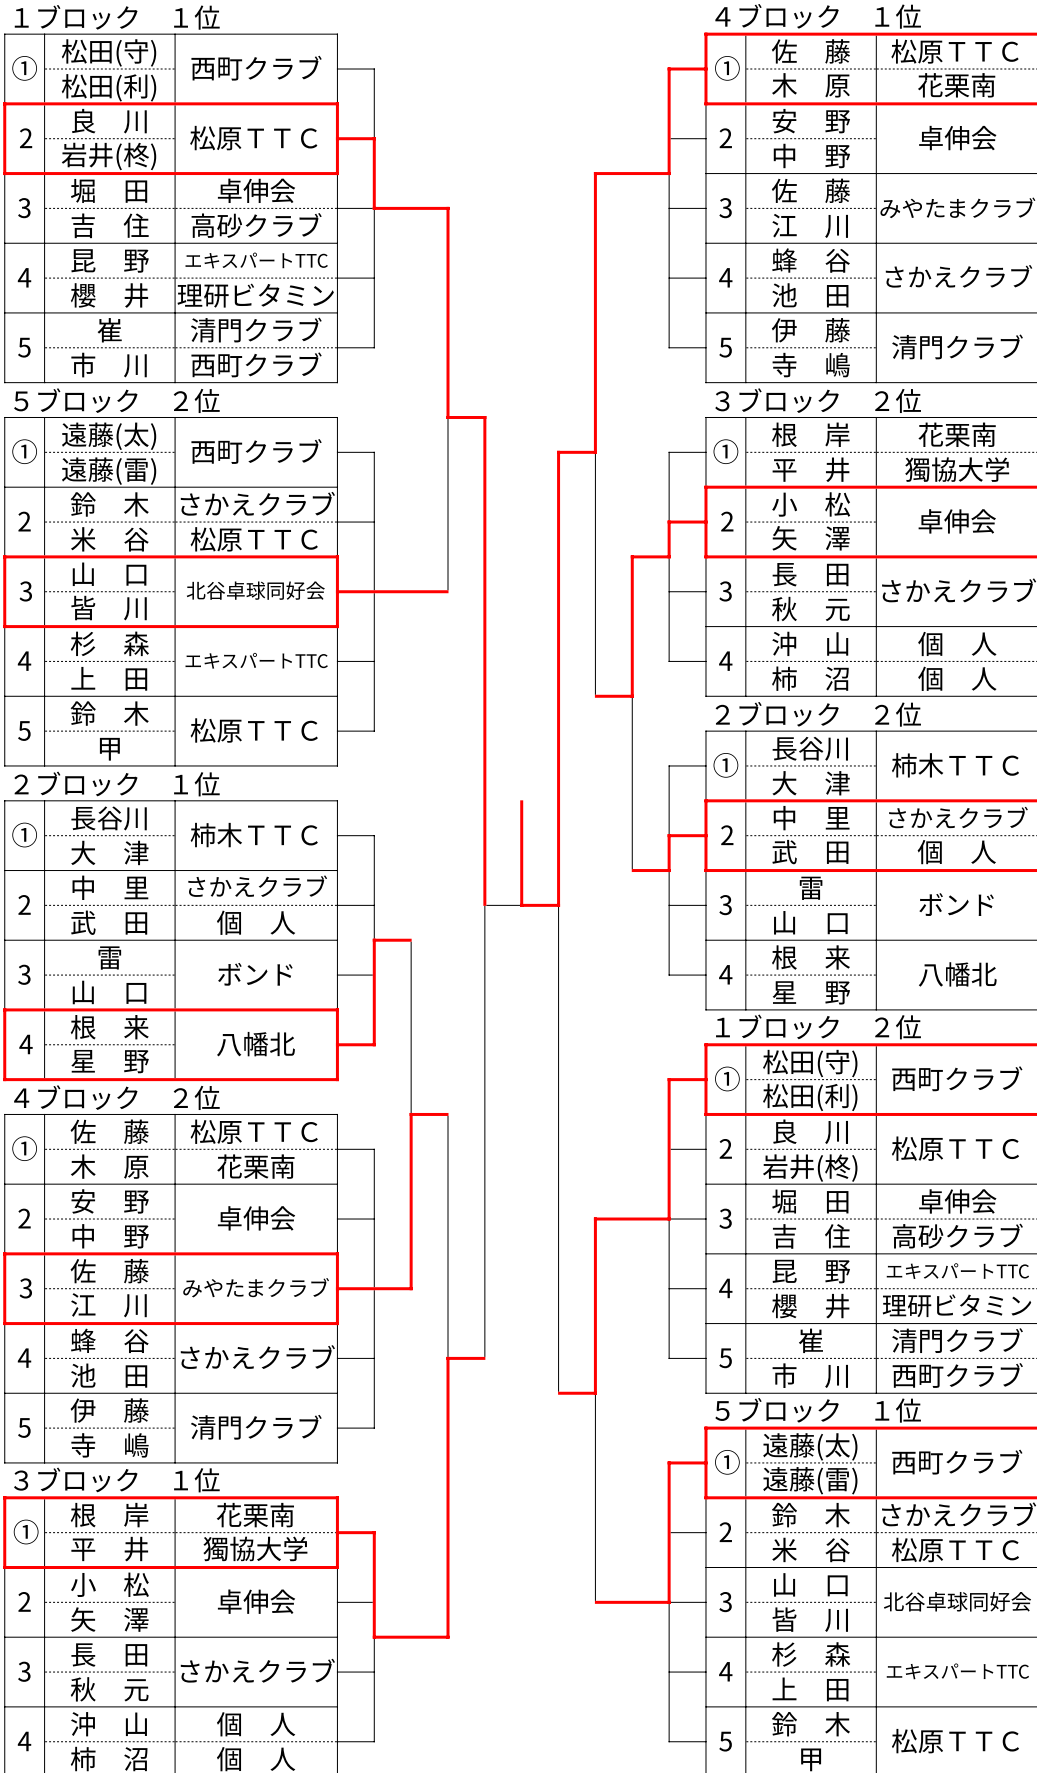 １ブロック　１位
① 松田(守) 西町クラブ
松田(利)
2 良　川 松原ＴＴＣ
岩井(柊)
3 堀　田 卓伸会
吉　住 高砂クラブ
4 昆　野 エキスパートTTC
櫻　井 理研ビタミン
5 崔 清門クラブ
市　川 西町クラブ
５ブロック　２位
① 遠藤(太) 西町クラブ
遠藤(雷)
2 鈴　木 さかえクラブ
米　谷 松原ＴＴＣ
3 山　口 北谷卓球同好会
皆　川
4 杉　森 エキスパートTTC
上　田
5 鈴　木 松原ＴＴＣ
甲
２ブロック　１位
① 長谷川 柿木ＴＴＣ
大　津
2 中　里 さかえクラブ
武　田 個　人
3 雷 ボンド
山　口
4 根　来 八幡北
星　野
４ブロック　２位
① 佐　藤 松原ＴＴＣ
木　原 花栗南
2 安　野 卓伸会
中　野
3 佐　藤 みやたまクラブ
江　川
4 蜂　谷 さかえクラブ
池　田
5 伊　藤 清門クラブ
寺　嶋
３ブロック　１位
① 根　岸 花栗南
平　井 獨協大学
2 小　松 卓伸会
矢　澤
3 長　田 さかえクラブ
秋　元
4 沖　山 個　人
柿　沼 個　人
４ブロック　１位
① 佐　藤 松原ＴＴＣ
木　原 花栗南
2 安　野 卓伸会
中　野
3 佐　藤 みやたまクラブ
江　川
4 蜂　谷 さかえクラブ
池　田
5 伊　藤 清門クラブ
寺　嶋
３ブロック　２位
① 根　岸 花栗南
平　井 獨協大学
2 小　松 卓伸会
矢　澤
3 長　田 さかえクラブ
秋　元
4 沖　山 個　人
柿　沼 個　人
２ブロック　２位
① 長谷川 柿木ＴＴＣ
大　津
2 中　里 さかえクラブ
武　田 個　人
3 雷 ボンド
山　口
4 根　来 八幡北
星　野
１ブロック　２位
① 松田(守) 西町クラブ
松田(利)
2 良　川 松原ＴＴＣ
岩井(柊)
3 堀　田 卓伸会
吉　住 高砂クラブ
4 昆　野 エキスパートTTC
櫻　井 理研ビタミン
5 崔 清門クラブ
市　川 西町クラブ
５ブロック　１位
① 遠藤(太) 西町クラブ
遠藤(雷)
2 鈴　木 さかえクラブ
米　谷 松原ＴＴＣ
3 山　口 北谷卓球同好会
皆　川
4 杉　森 エキスパートTTC
上　田
5 鈴　木 松原ＴＴＣ
甲